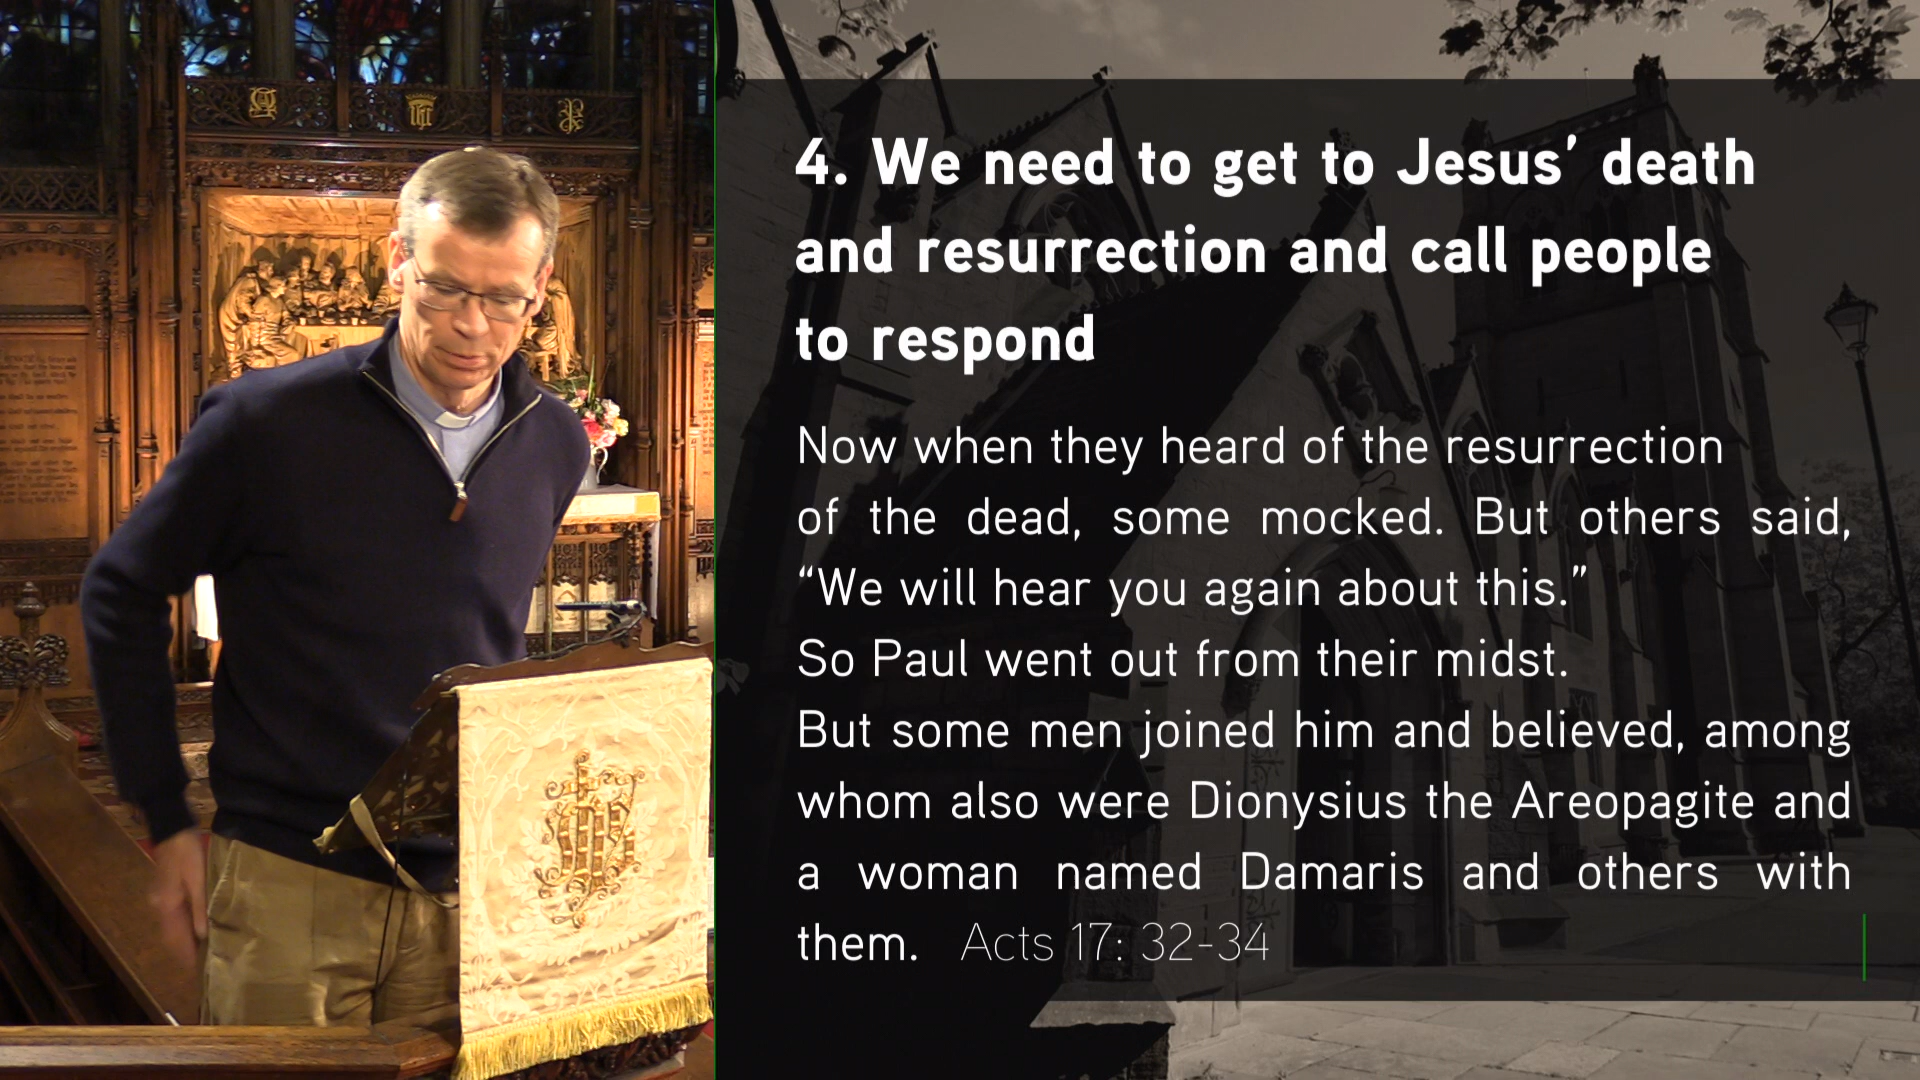 4. We need to get to Jesus’ death
and resurrection and call people
to respond
Now when they heard of the resurrection
of the dead, some mocked. But others said,
“We will hear you again about this.”
So Paul went out from their midst.
But some men joined him and believed, among
whom also were Dionysius the Areopagite and
a woman named Damaris and others with
them. Acts 17: 32-34